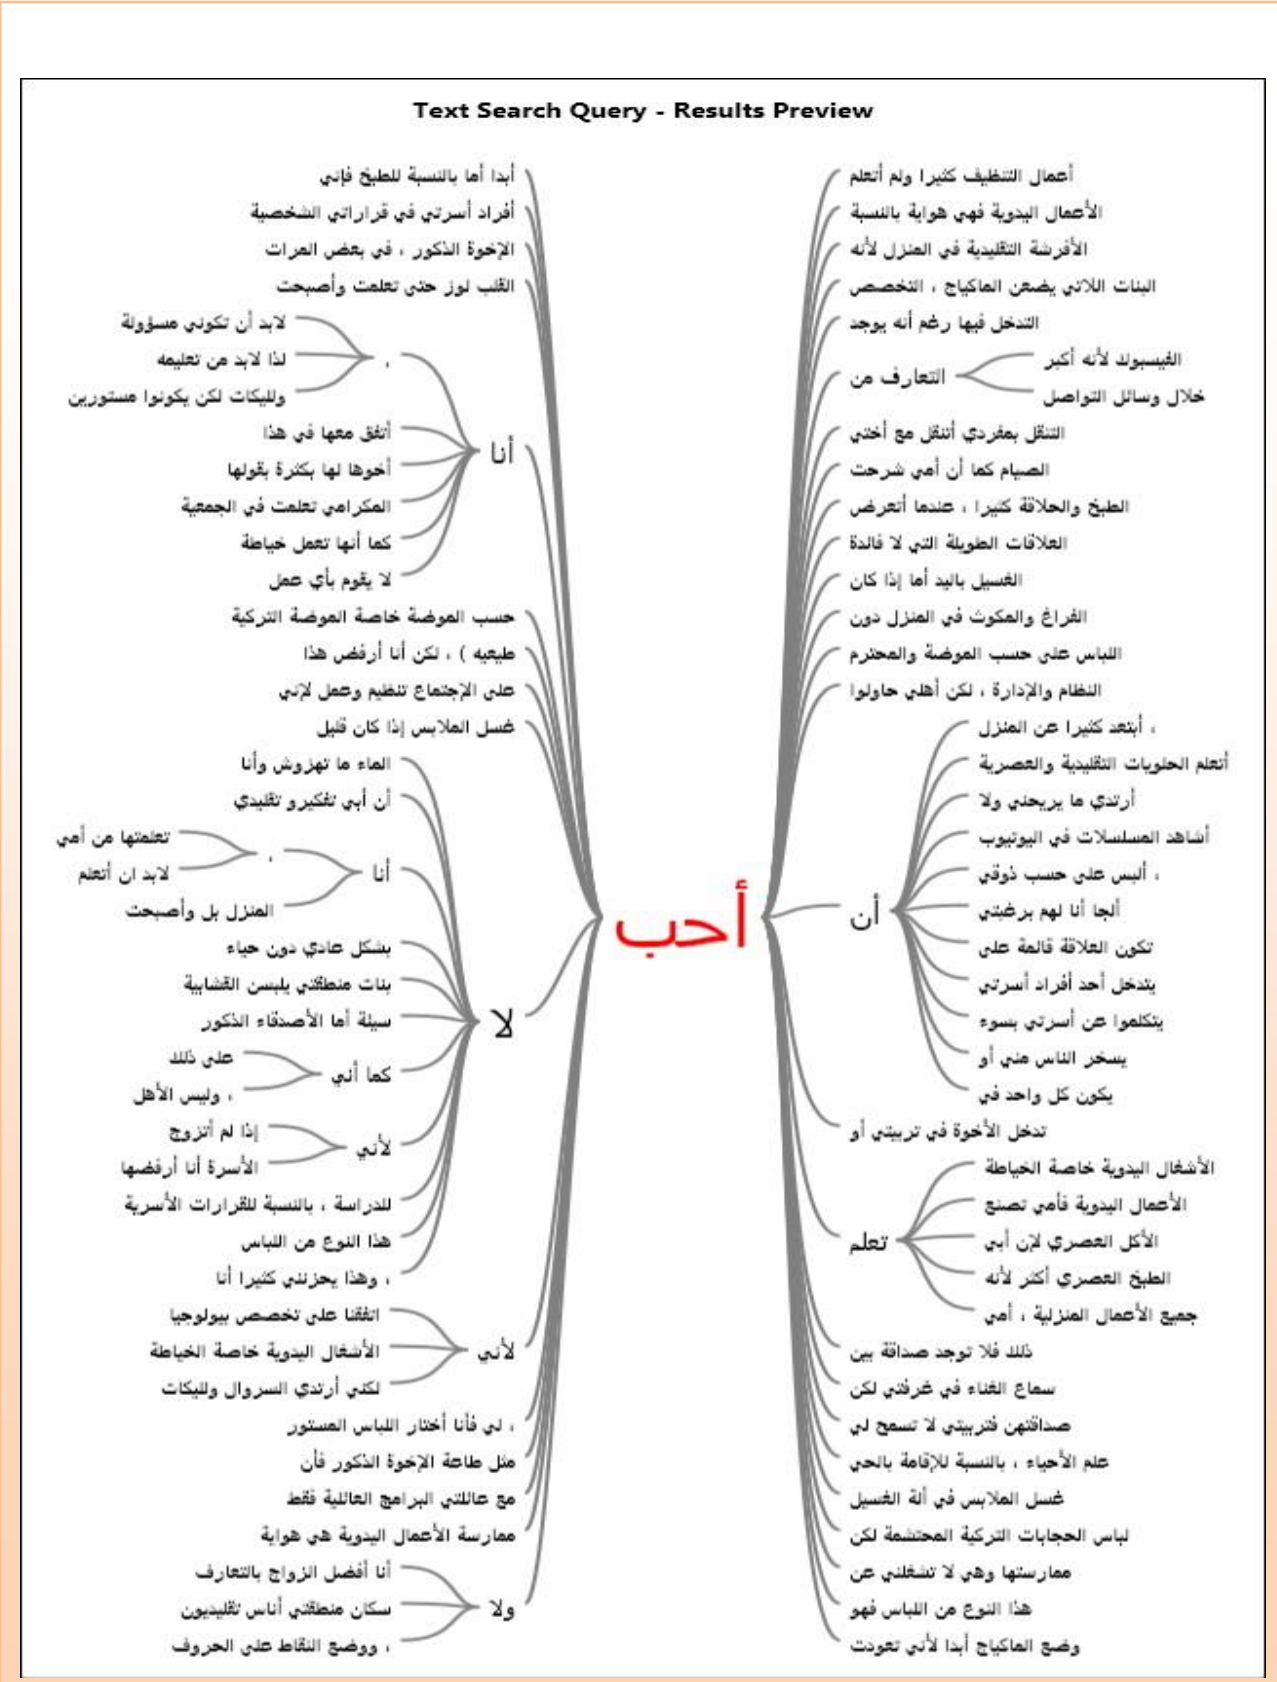 Text Search Query - Results Preview
أعمال التنظيف كثيرا ولم أتعلم
الأعمال اليدوية فهي هواية بالنسبة
الأفرشة التقليدية في المنزل لأنه
البنات اللاتي يضعن الماكياج ، التخصص
التدخل فيها رغم أنه يوجد
التعارف من
الفيسبوك لأنه أكبر
خلال وسائل التواصل
التنقل بمفردي أتنقل مع أختي
الصيام كما أن أمي شرحت
الطبخ والحلاقة كثيرا ، عندما أتعرض
العلاقات الطويلة التي لا فائدة
الغسيل باليد أما إذا كان
الفراغ والمكوث في المنزل دون
اللباس على حسب الموضة والمحترم
النظام والإدارة ، لكن أهلي حاولوا
أن
، أبتعد كثيرا عن المنزل
أتعلم الحلويات التقليدية والعصرية
أرتدي ما يريحني ولا
أشاهد المسلسلات في اليوتيوب
، ألبس على حسب ذوقي
ألجا أنا لهم برغبتي
تكون العلاقة قائمة على
يتدخل أحد أفراد أسرتي
يتكلموا عن أسرتي بسوء
يسخر الناس مني أو
يكون كل واحد في
تدخل الأخوة في تربيتي أو
تعلم
الأشغال اليدوية خاصة الخياطة
الأعمال اليدوية فأمي تصنع
الأكل العصري لإن أبي
الطبخ العصري أكثر لأنه
جميع الأعمال المنزلية ، أمي
ذلك فلا توجد صداقة بين
سماع الغناء في غرفتي لكن
صداقتهن فتربيتي لا تسمح لي
علم الأحياء ، بالنسبة للإقامة بالحي
غسل الملابس في ألة الغسيل
لباس الحجابات التركية المحتشمة لكن
ممارستها وهي لا تشغلني عن
هذا النوع من اللباس فهو
وضع الماكياج أبدا لأني تعودت
أحب
أبدا أما بالنسبة للطبخ فإني
أفراد أسرتي في قراراتي الشخصية
الإخوة الذكور ، في بعض المرات
القلب لوز حتى تعلمت وأصبحت
أنا
،
لابد أن تكوني مسؤولة
لذا لابد من تعليمه
ولليكات لكن يكونوا مستورين
أتفق معها في هذا
أخوها لها بكثرة بقولها
المكرامي تعلمت في الجمعية
كما أنها تعمل خياطة
لا يقوم بأي عمل
حسب الموضة خاصة الموضة التركية
طبعيه ) ، لكن أنا أرفض هذا
على الإجتماع تنظيم وعمل لإني
غسل الملابس إذا كان قليل
لا
الماء ما تهزوش وأنا
أن أبي تفكيرو تقليدي
أنا
،
تعلمتها من أمي
لابد ان أتعلم
المنزل بل وأصبحت
بشكل عادي دون حياء
بنات منطقتي يلبسن القشابية
سيئة أما الأصدقاء الذكور
كما أني
على ذلك
، وليس الأهل
لأني
إذا لم أتزوج
الأسرة أنا أرفضها
للدراسة ، بالنسبة للقرارات الأسرية
هذا النوع من اللباس
، وهذا يحزنني كثيرا أنا
لأني
اتفقنا على تخصص بيولوجيا
الأشغال اليدوية خاصة الخياطة
لكني أرتدي السروال ولليكات
، لي فأنا أختار اللباس المستور
مثل طاعة الإخوة الذكور فأن
مع عائلتي البرامج العائلية فقط
ممارسة الأعمال اليدوية هي هواية
ولا
أنا أفضل الزواج بالتعارف
سكان منطقتي أناس تقليديون
، ووضع النقاط على الحروف